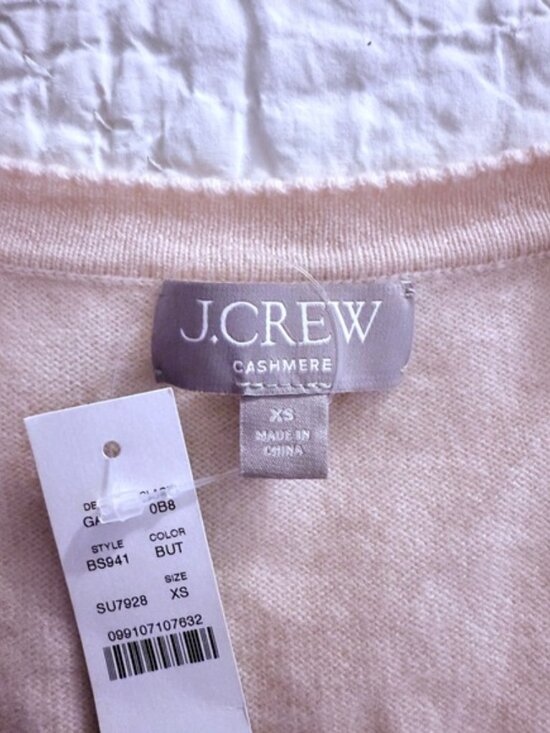 J.CREW
CASHMERE
XS
MADE IN
CHINA
0B8
STYLE COLOR
BS941 BUT
SIZE
SU7928 XS
099107107632